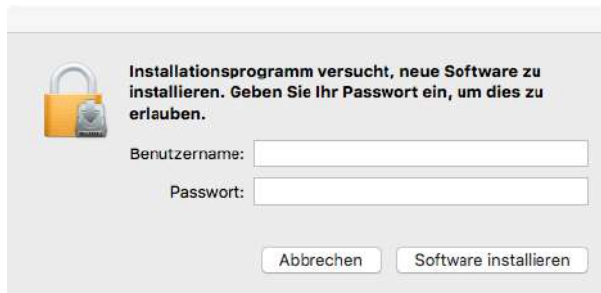 Installationsprogramm versucht, neue Software zu
installieren. Geben Sie Ihr Passwort ein, um dies zu
erlauben.
Benutzername:
Passwort:
Abbrechen Software installieren